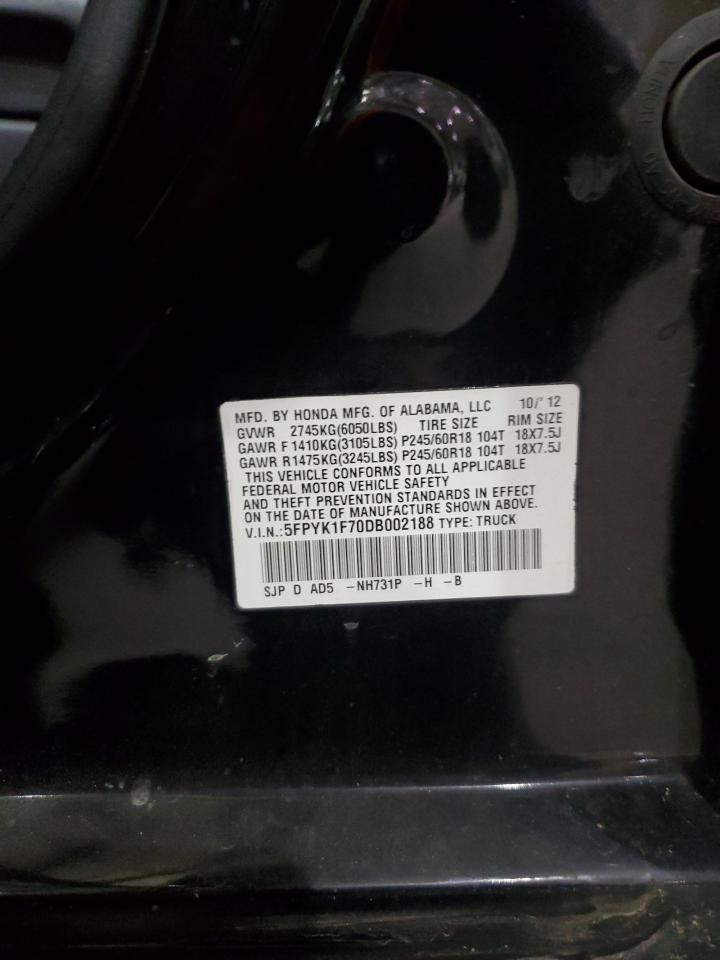 MFD. BY HONDA MFG. OF ALABAMA, LLC 10/' 12
GVWR 2745KG(6050LBS) TIRE SIZE RIM SIZE
GAWR F 1410KG(3105LBS) P245/60R18 104T 18X7.5J
GAWR R1475KG(3245LBS) P245/60R18 104T 18X7.5J
THIS VEHICLE CONFORMS TO ALL APPLICABLE
FEDERAL MOTOR VEHICLE SAFETY
AND THEFT PREVENTION STANDARDS IN EFFECT
ON THE DATE OF MANUFACTURE SHOWN ABOVE.
V.I.N.: 5FPYK1F70DB002188 TYPE: TRUCK
SJP D AD5 -NH731P -H -B